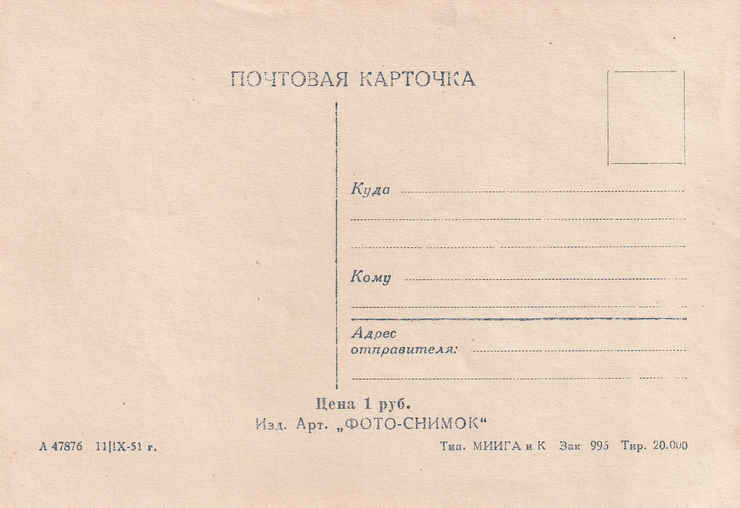 ПОЧТОВАЯ КАРТОЧКА
Куда
Кому
Адрес
отправителя:
Цена 1 руб.
Изд. Арт. „ФОТО-СНИМОК“
А 47876 11|IX-51 г.
Тип. МИИГА и К Зак 995 Тир. 20.000